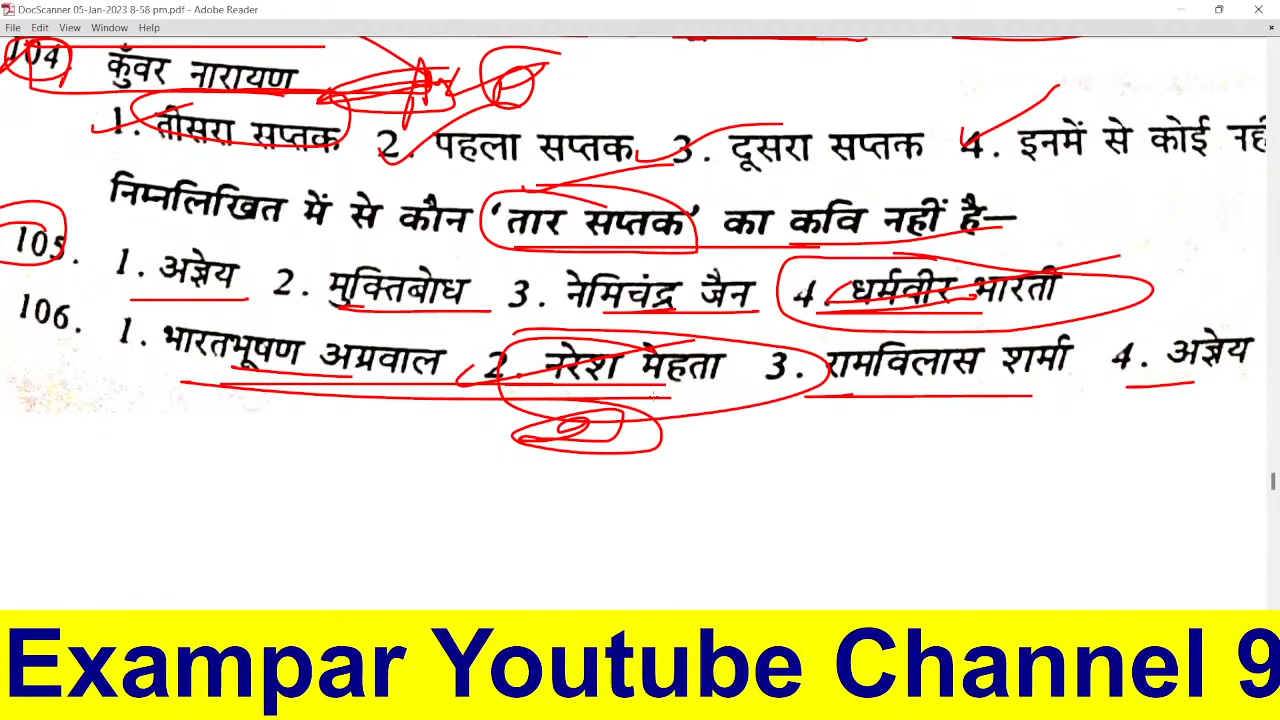 DocScanner 05-Jan-2023 8-58 pm.pdf - Adobe Reader
File Edit View Window Help
104 कुँवर नारायण
1. तीसरा सप्तक 2. पहला सप्तक 3. दूसरा सप्तक 4. इनमें से कोई नहीं
निम्नलिखित में से कौन ‘तार सप्तक’ का कवि नहीं है—
105. 1. अज्ञेय 2. मुक्तिबोध 3. नेमिचंद्र जैन 4. धर्मवीर भारती
106. 1. भारतभूषण अग्रवाल 2. नरेश मेहता 3. रामविलास शर्मा 4. अज्ञेय
Exampar Youtube Channel 9